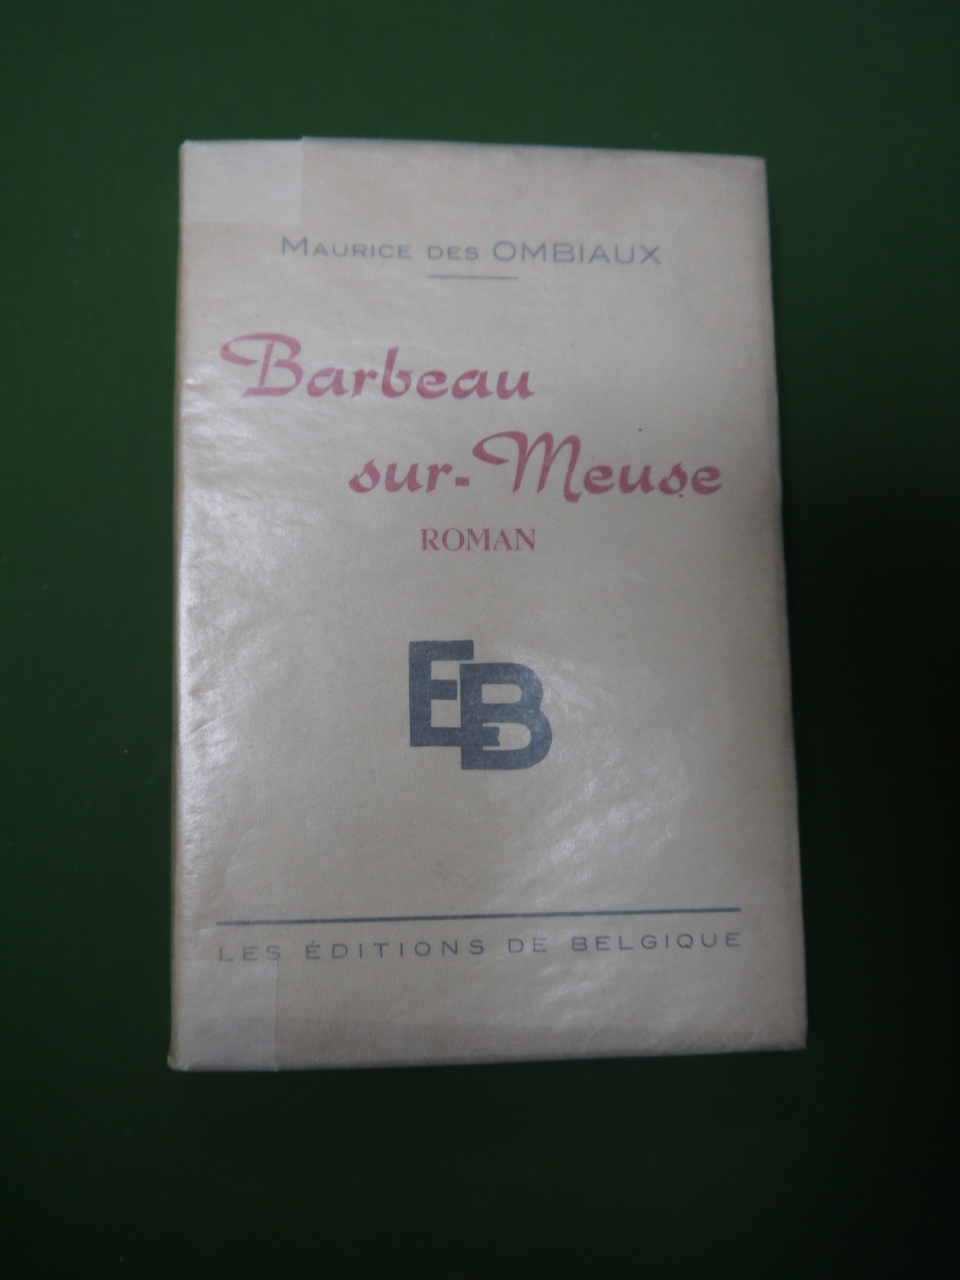 Maurice des OMBIAUX
Barbeau
sur-Meuse
ROMAN
EB
LES ÉDITIONS DE BELGIQUE